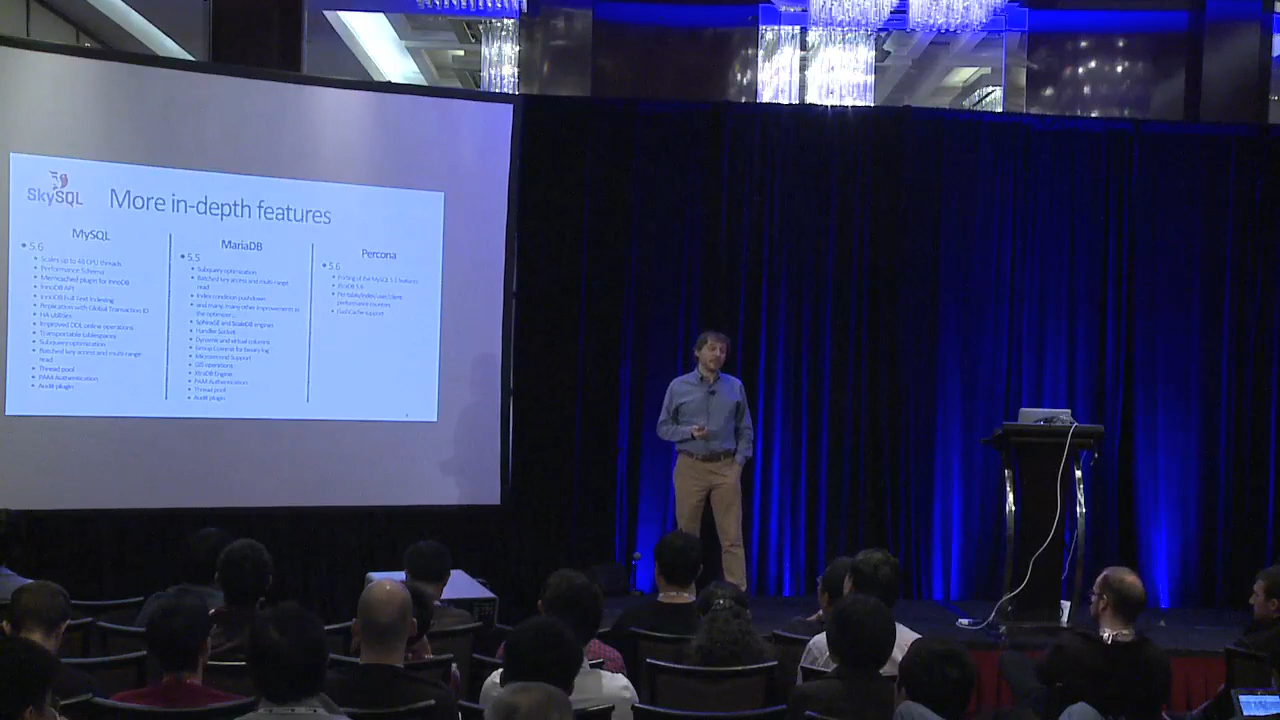 SkySQL
More in-depth features
MySQL
5.6
Scales up to 48 CPU threads
Performance Schema
Memcached plugin for InnoDB
InnoDB API
InnoDB Full Text Indexing
Replication with Global Transaction ID
HA utilities
Improved DDL online operations
Transportable tablespaces
Subquery optimisation
Batched key access and multi-range
read
Thread pool
PAM Authentication
Audit plugin
MariaDB
5.5
Subquery optimisation
Batched key access and multi-range
read
Index condition pushdown
and many, many other improvements in
the optimizer...
SphinxSE and
engines
Handler Socket
Dynamic and virtual columns
Group Commit for binary log
Microsecond Support
GIS operations
XtraDB Engine
PAM Authentication
Thread pool
Audit plugin
Percona
5.6
Porting of the MySQL 5.6 features
XtraDB 5.6
Per-table/index/user/client
performance counters
FlashCache support